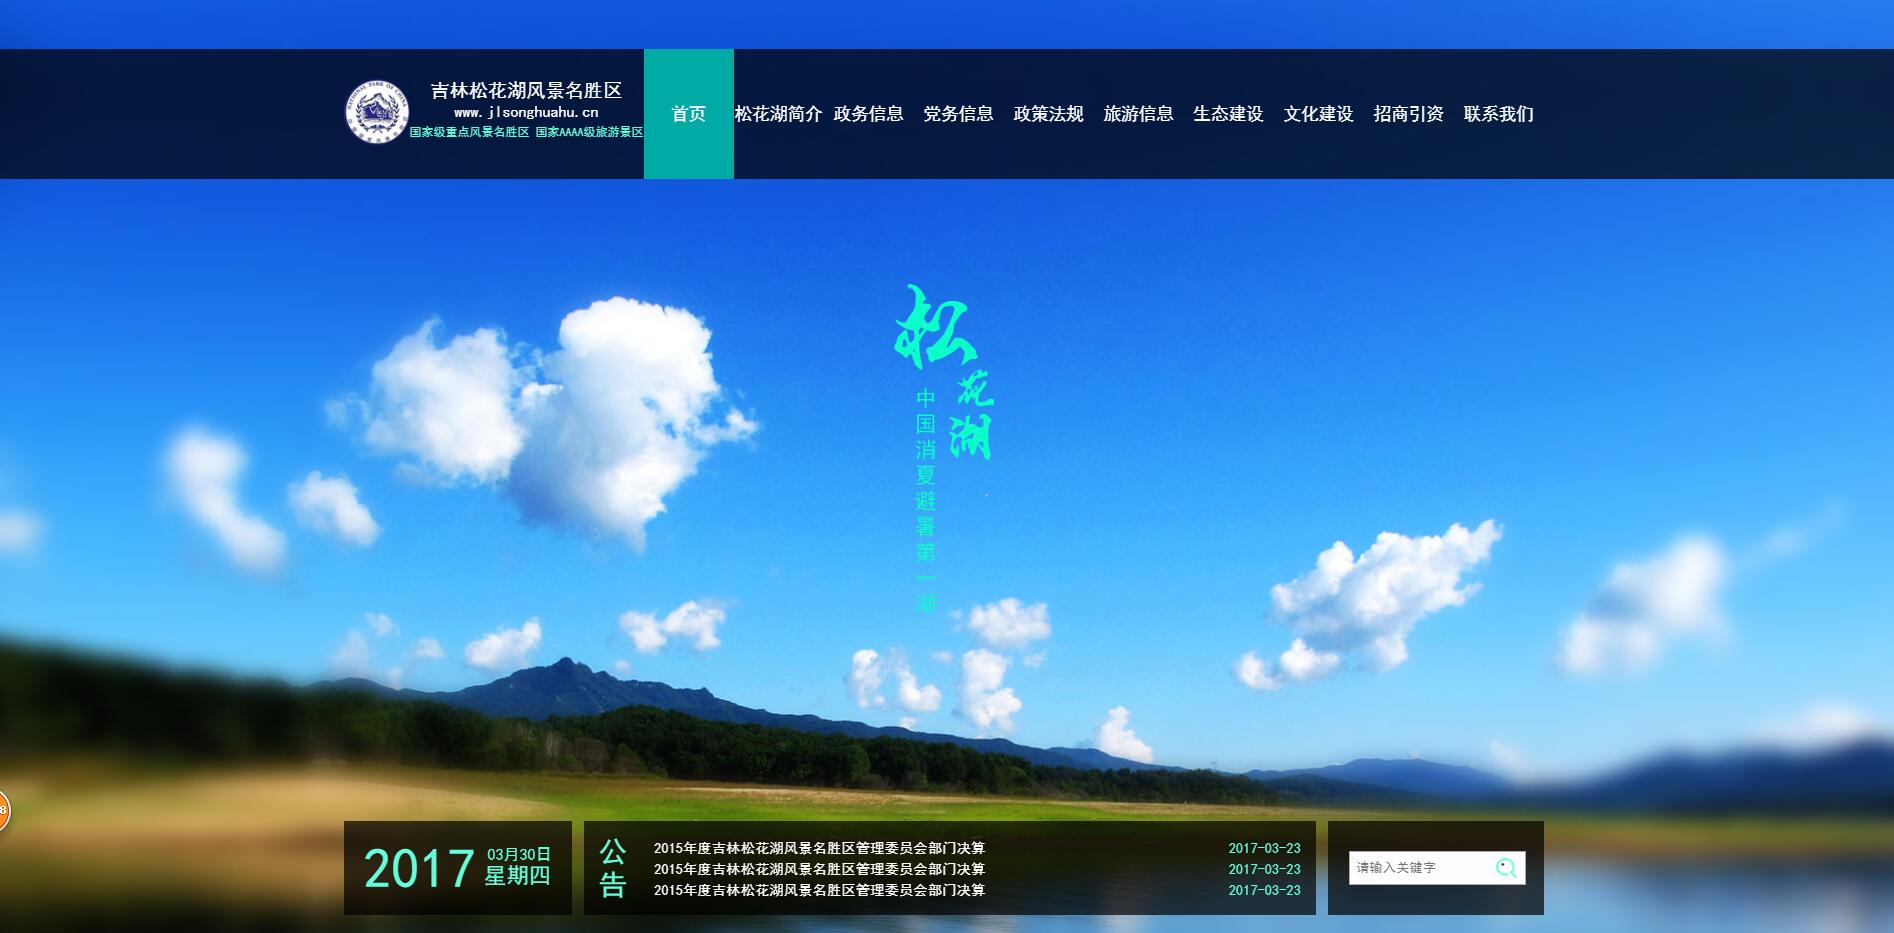 吉林松花湖风景名胜区
www.jlsonghuahu.cn
国家级重点风景名胜区 国家AAAA级旅游景区
首页 松花湖简介 政务信息 党务信息 政策法规 旅游信息 生态建设 文化建设 招商引资 联系我们
松花湖
中国消夏避暑第一湖
2017 03月30日
星期四
公告
2015年度吉林松花湖风景名胜区管理委员会部门决算 2017-03-23
2015年度吉林松花湖风景名胜区管理委员会部门决算 2017-03-23
2015年度吉林松花湖风景名胜区管理委员会部门决算 2017-03-23
请输入关键字